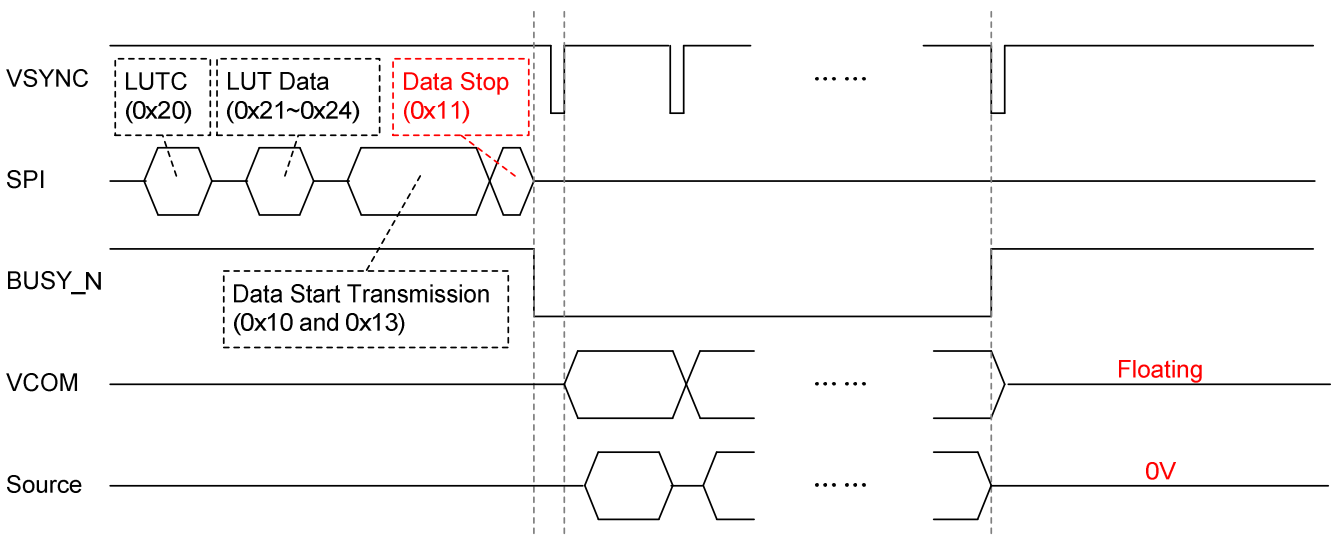 VSYNC
LUTC
(0x20)
LUT Data
(0x21~0x24)
Data Stop
(0x11)
... ...
SPI
BUSY_N
Data Start Transmission
(0x10 and 0x13)
VCOM
... ...
Floating
Source
... ...
0V